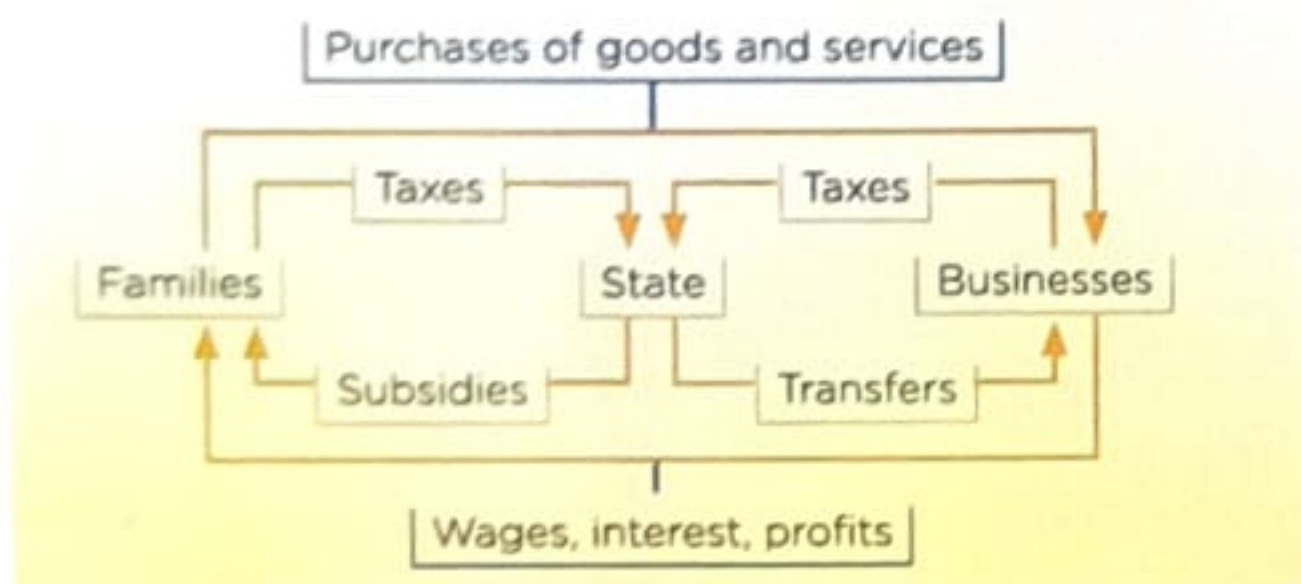 Purchases of goods and services
Taxes
Taxes
Families
State
Businesses
Subsidies
Transfers
Wages, interest, profits